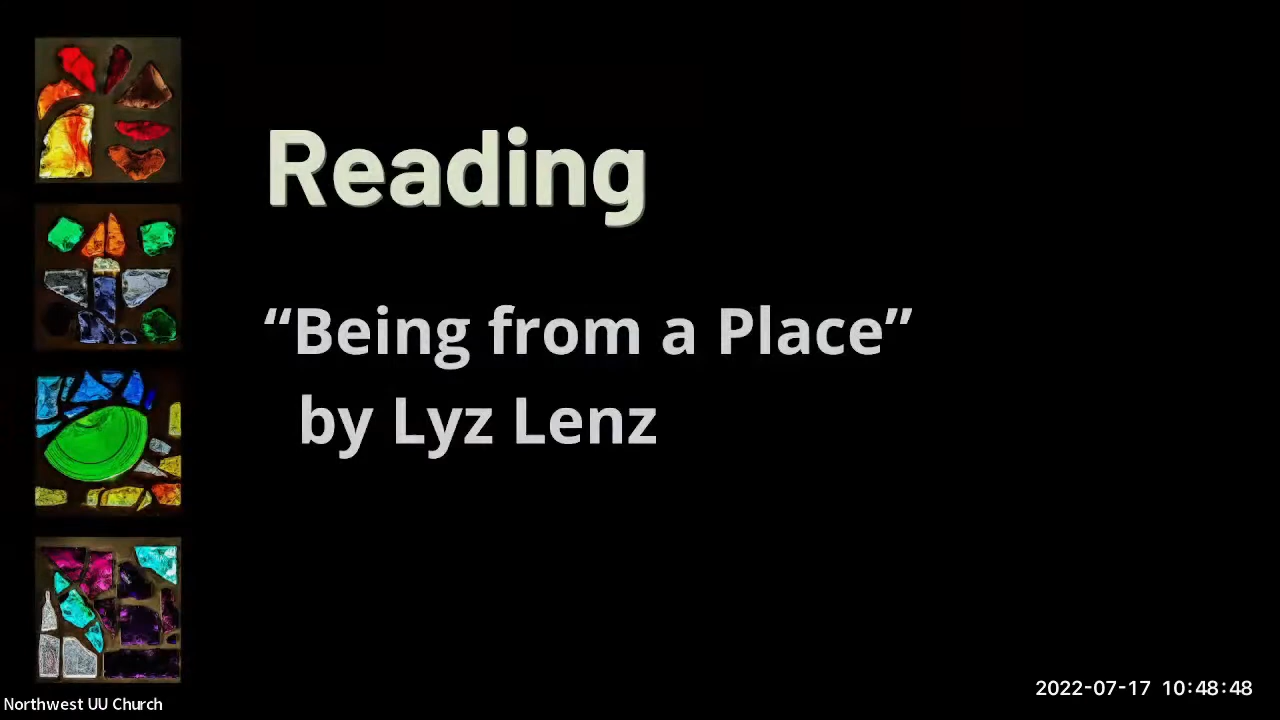 Reading
“Being from a Place”
by Lyz Lenz
Northwest UU Church
2022-07-17 10:48:48